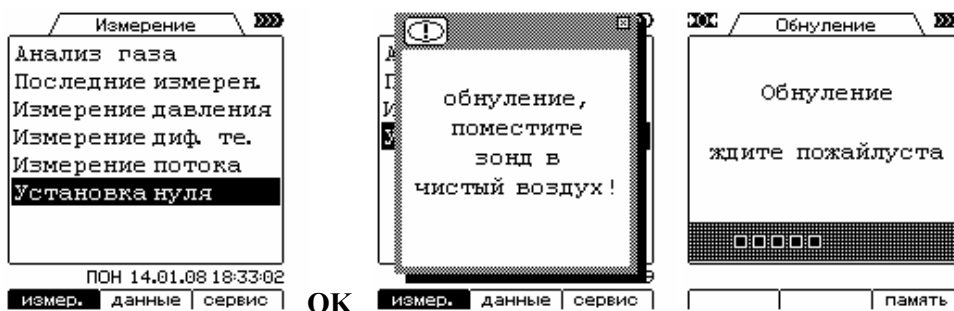 Измерение
Анализ газа
Последние измерен.
Измерение давления
Измерение диф. те.
Измерение потока
Установка нуля
ПОН 14.01.08 18:33:02
измер. данные сервис
OK
обнуление,
поместите
зонд в
чистый воздух!
измер. данные сервис
Обнуление
Обнуление
ждите пожайлуста
память